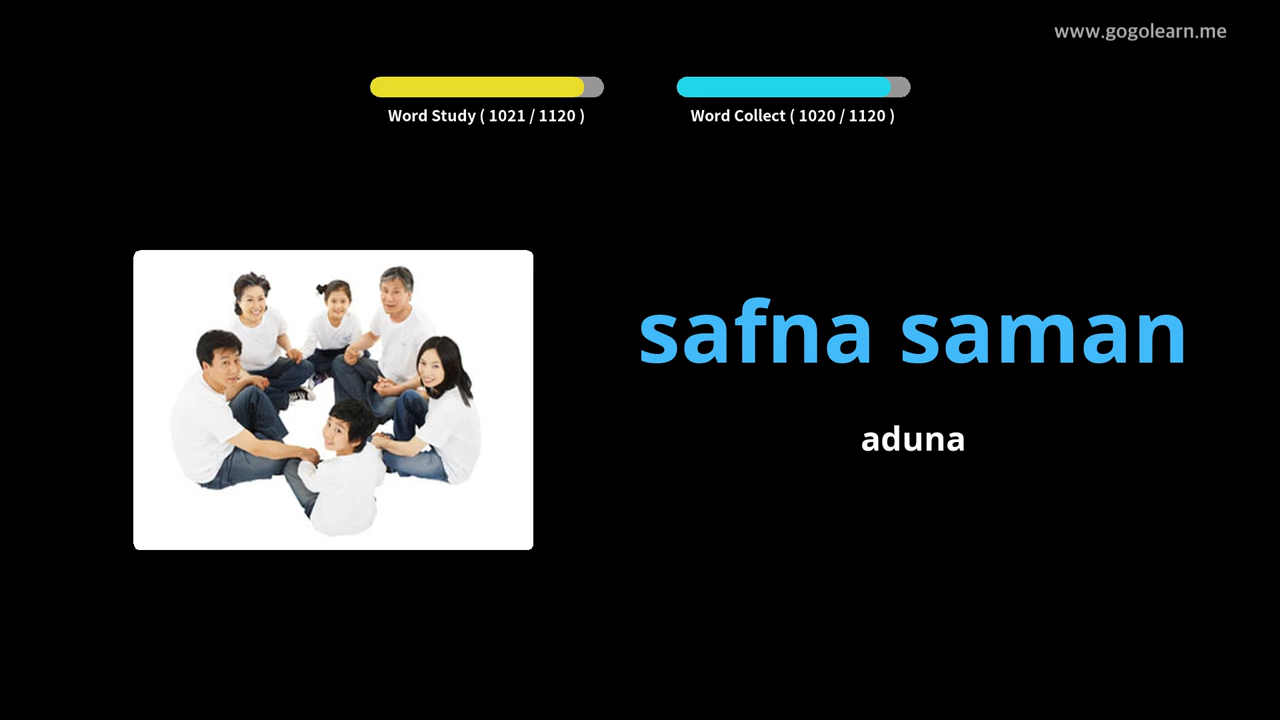 www.gogolearn.me
Word Study ( 1021 / 1120 )
Word Collect ( 1020 / 1120 )
safna saman
aduna